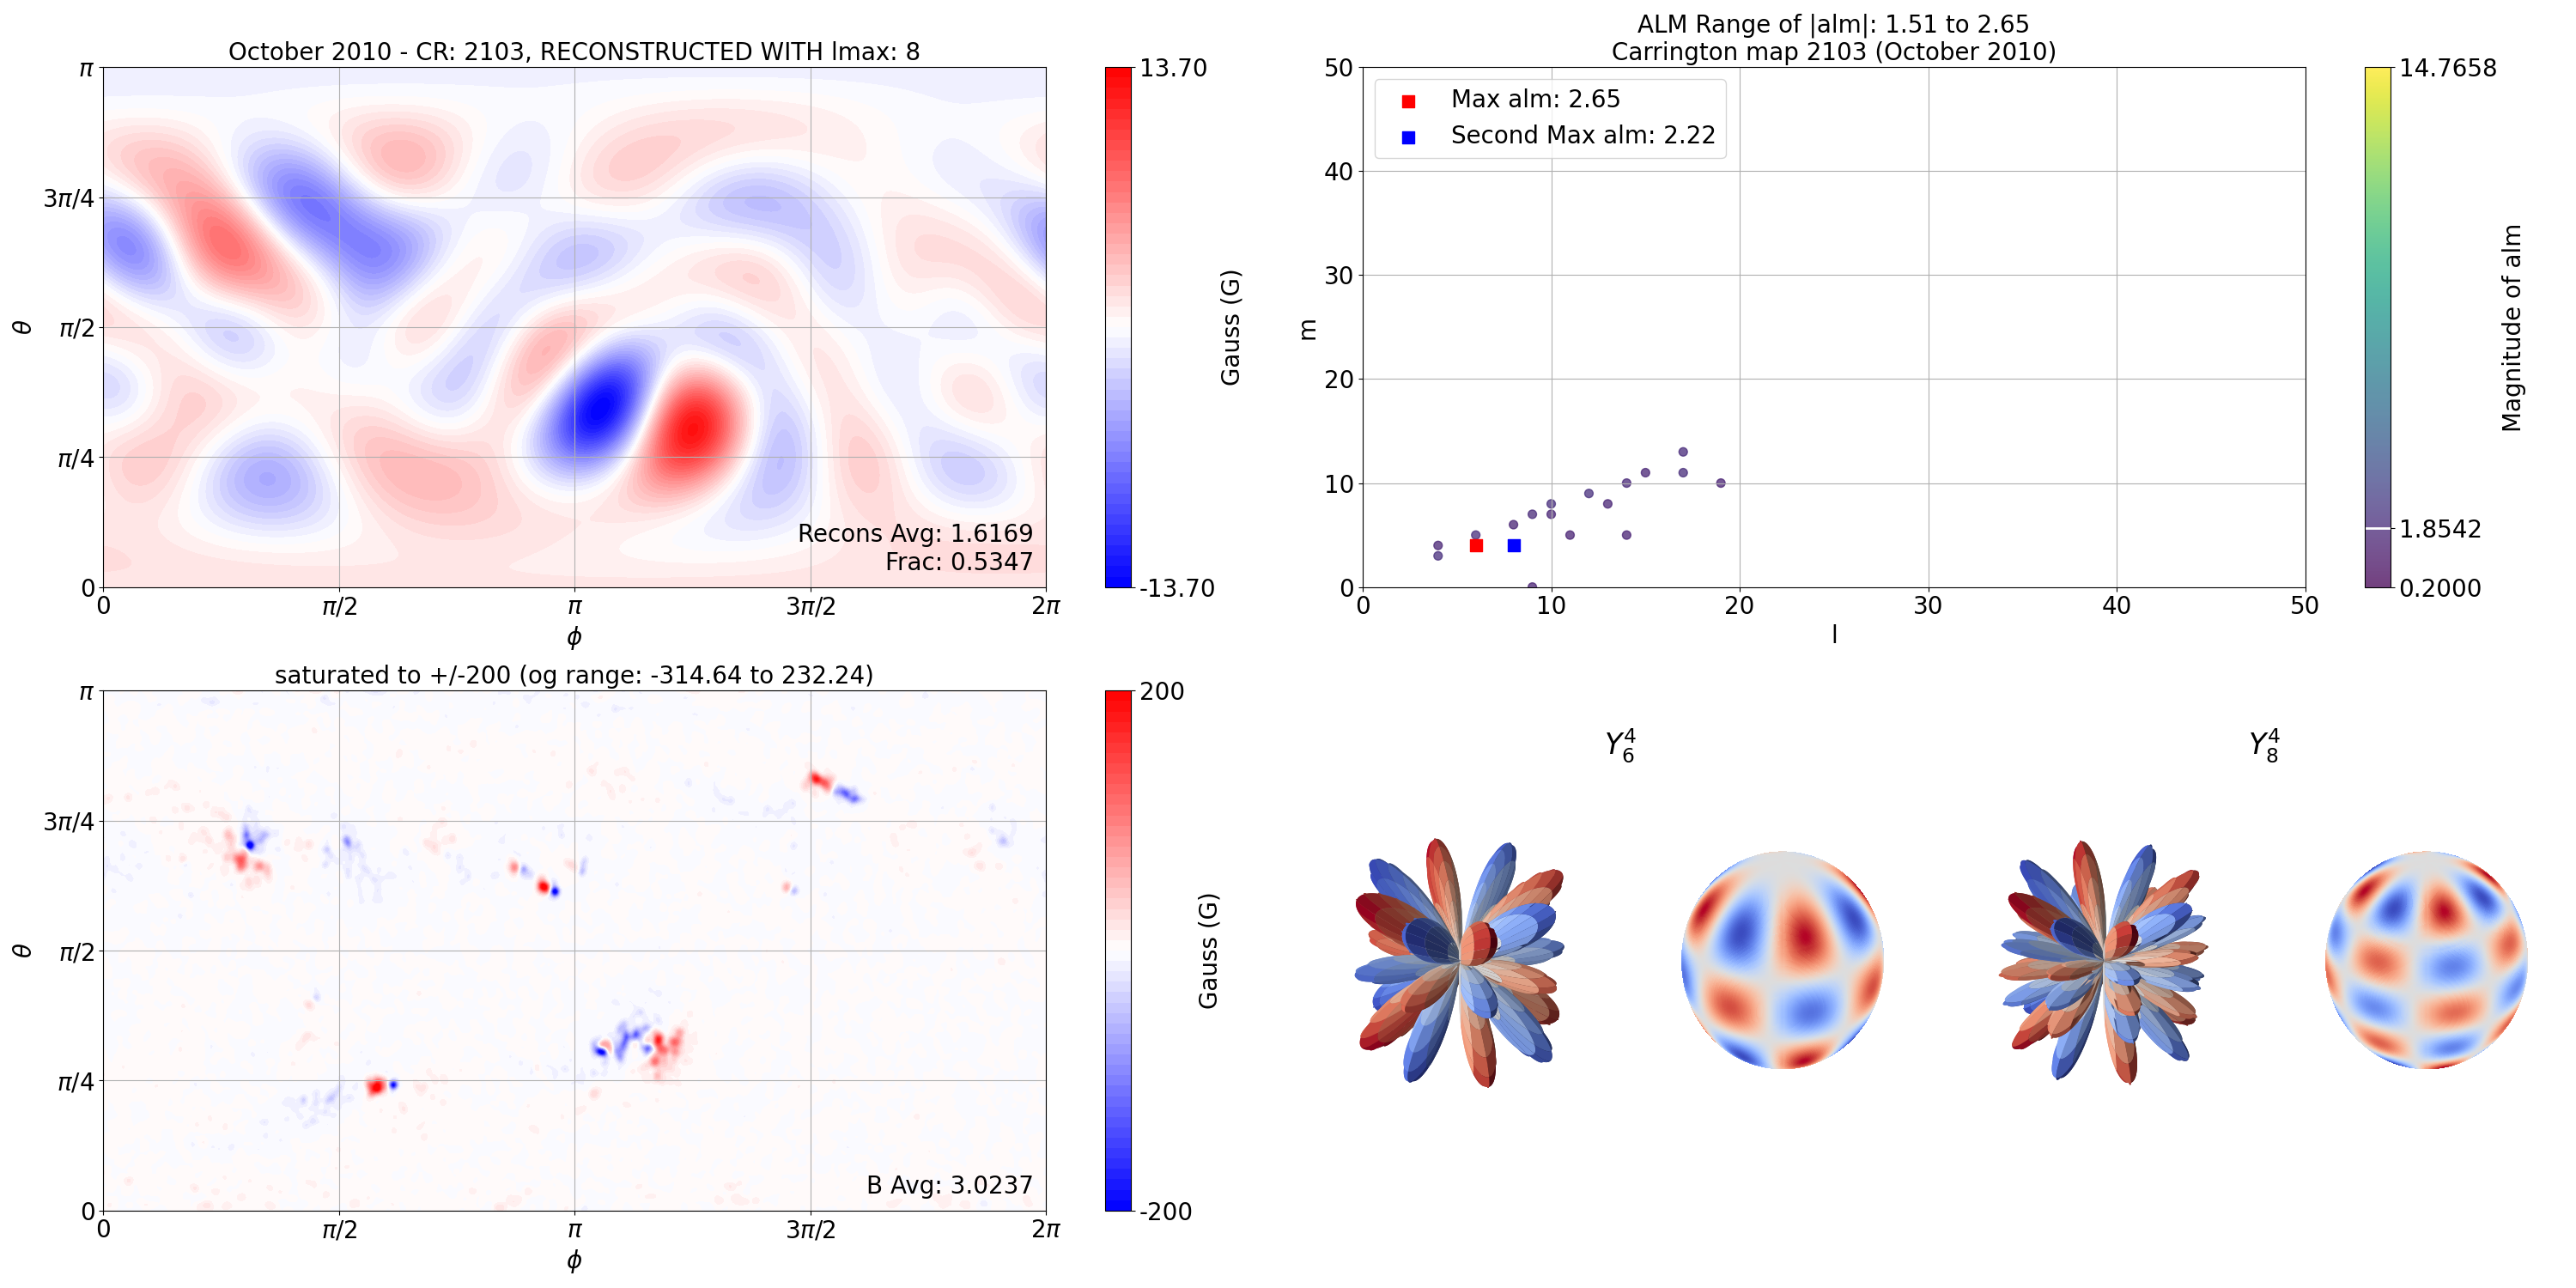 October 2010 - CR: 2103, RECONSTRUCTED WITH lmax: 8
π
3π/4
π/2
π/4
0
θ
0
π/2
π
3π/2
2π
ϕ
Recons Avg: 1.6169
Frac: 0.5347
13.70
-13.70
Gauss (G)
ALM Range of |alm|: 1.51 to 2.65
Carrington map 2103 (October 2010)
Max alm: 2.65
Second Max alm: 2.22
50
40
30
20
10
0
m
0
10
20
30
40
50
l
14.7658
1.8542
0.2000
Magnitude of alm
saturated to +/-200 (og range: -314.64 to 232.24)
π
3π/4
π/2
π/4
0
θ
0
π/2
π
3π/2
2π
ϕ
B Avg: 3.0237
200
-200
Gauss (G)
Y_6^4
Y_8^4